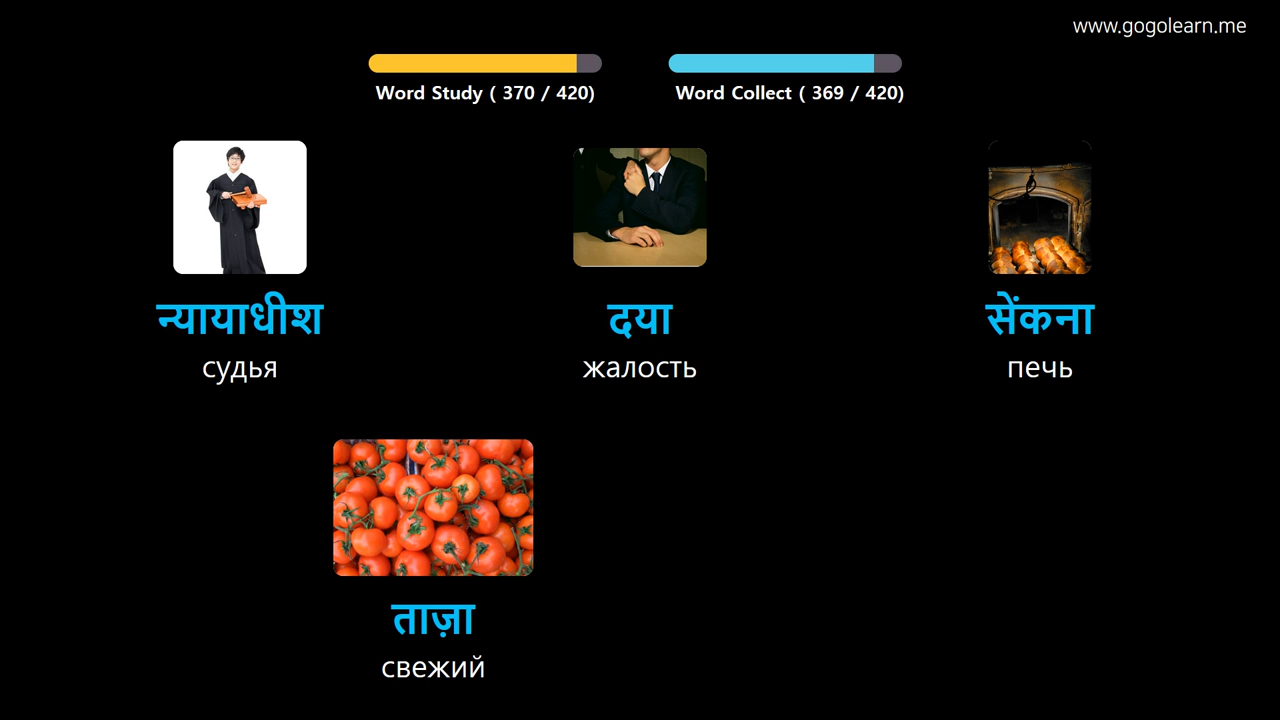 www.gogolearn.me
Word Study ( 370 / 420)
Word Collect ( 369 / 420)
न्यायाधीश
судья
दया
жалость
सेंकना
печь
ताज़ा
свежий